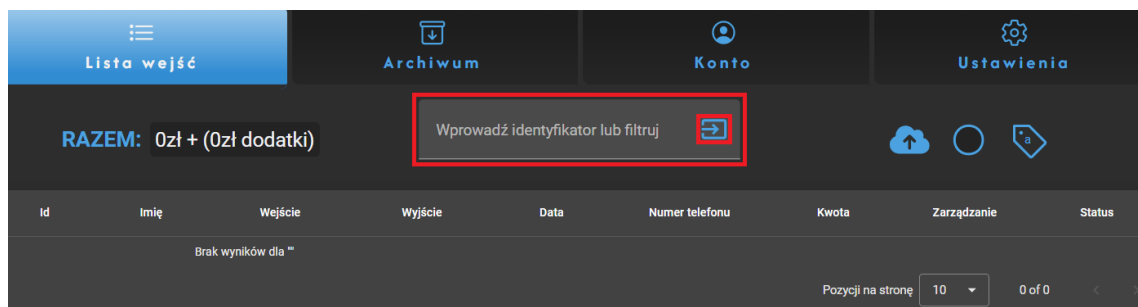 Lista wejść
Archiwum
Konto
Ustawienia
RAZEM: 0zł + (0zł dodatki)
Wprowadź identyfikator lub filtruj
a
Id Imię Wejście Wyjście Data Numer telefonu Kwota Zarządzanie Status
Brak wyników dla ""
Pozycji na stronę 10 0 of 0